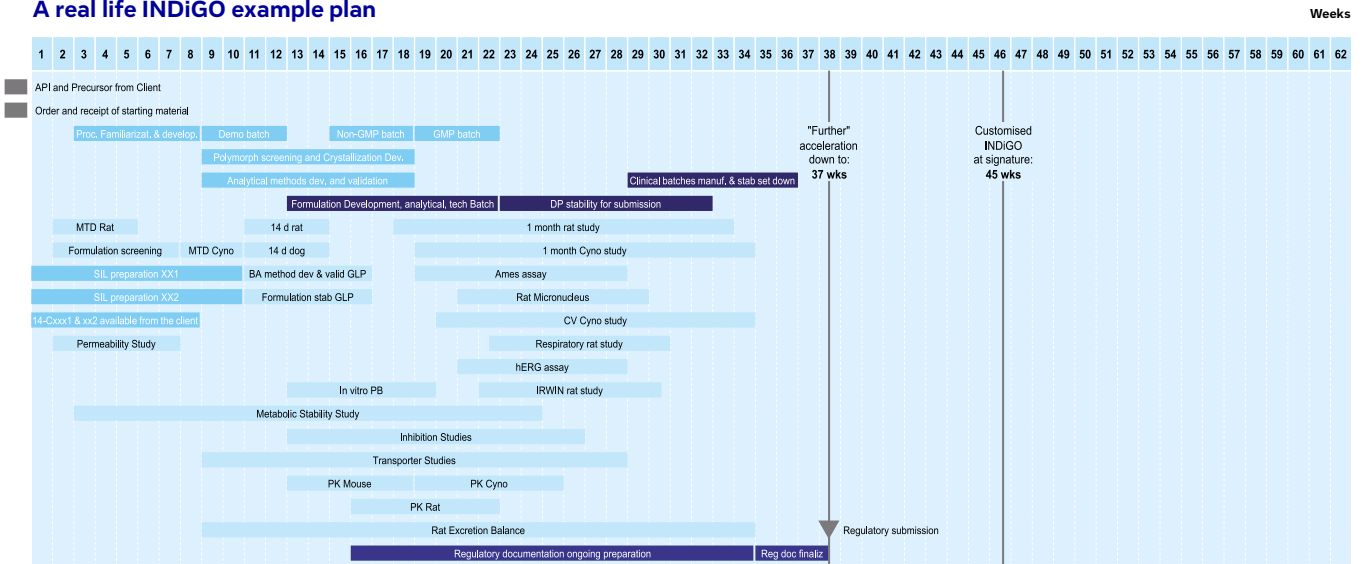 A real life INDiGO example plan
Weeks
1 2 3 4 5 6 7 8 9 10 11 12 13 14 15 16 17 18 19 20 21 22 23 24 25 26 27 28 29 30 31 32 33 34 35 36 37 38 39 40 41 42 43 44 45 46 47 48 49 50 51 52 53 54 55 56 57 58 59 60 61 62
API and Precursor from Client
Order and receipt of starting material
Proc. Familiarizat. & develop. Demo batch Non-GMP batch GMP batch
Polymorph screening and Crystallization Dev.
Analytical methods dev. and validation Clinical batches manuf, & stab set down
"Further"
acceleration
down to:
37 wks
Customised
INDiGO
at signature:
45 wks
Formulation Development, analytical, tech Batch DP stability for submission
MTD Rat 14 d rat 1 month rat study
Formulation screening MTD Cyno 14 d dog 1 month Cyno study
SIL preparation XX1 BA method dev & valid GLP Ames assay
SIL preparation XX2 Formulation stab GLP Rat Micronucleus
14-Cxxx1 & xx2 available from the client CV Cyno study
Permeability Study Respiratory rat study
hERG assay
In vitro PB IRWIN rat study
Metabolic Stability Study
Inhibition Studies
Transporter Studies
PK Mouse PK Cyno
PK Rat
Rat Excretion Balance Regulatory submission
Regulatory documentation ongoing preparation Reg doc finaliz